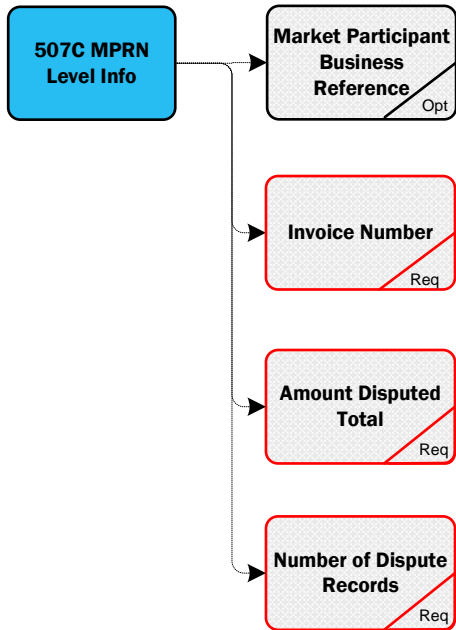 507C MPRN
Level Info
Market Participant
Business
Reference
Opt
Invoice Number
Req
Amount Disputed
Total
Req
Number of Dispute
Records
Req